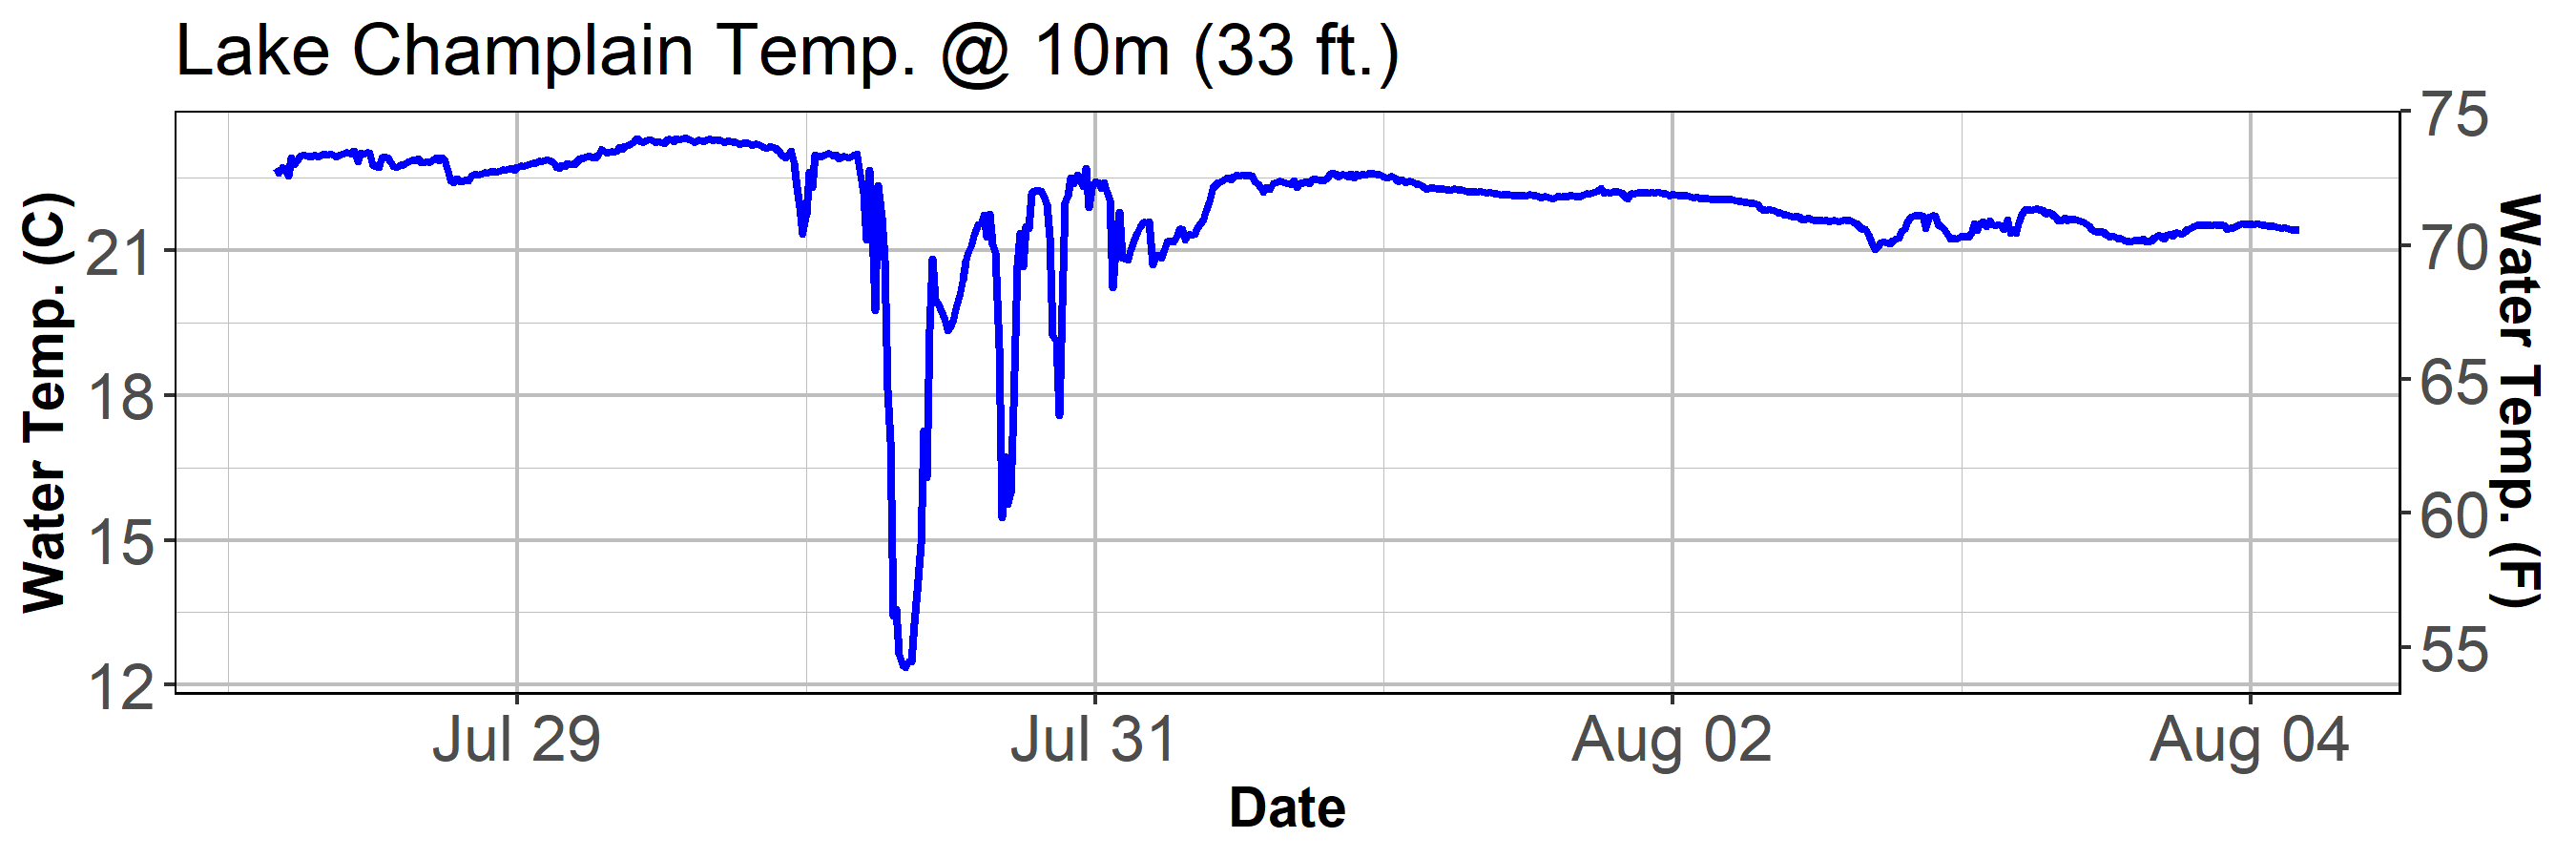 Lake Champlain Temp. @ 10m (33 ft.)
Water Temp. (C)
21
18
15
12
75
70
65
60
55
Water Temp. (F)
Jul 29
Jul 31
Aug 02
Aug 04
Date